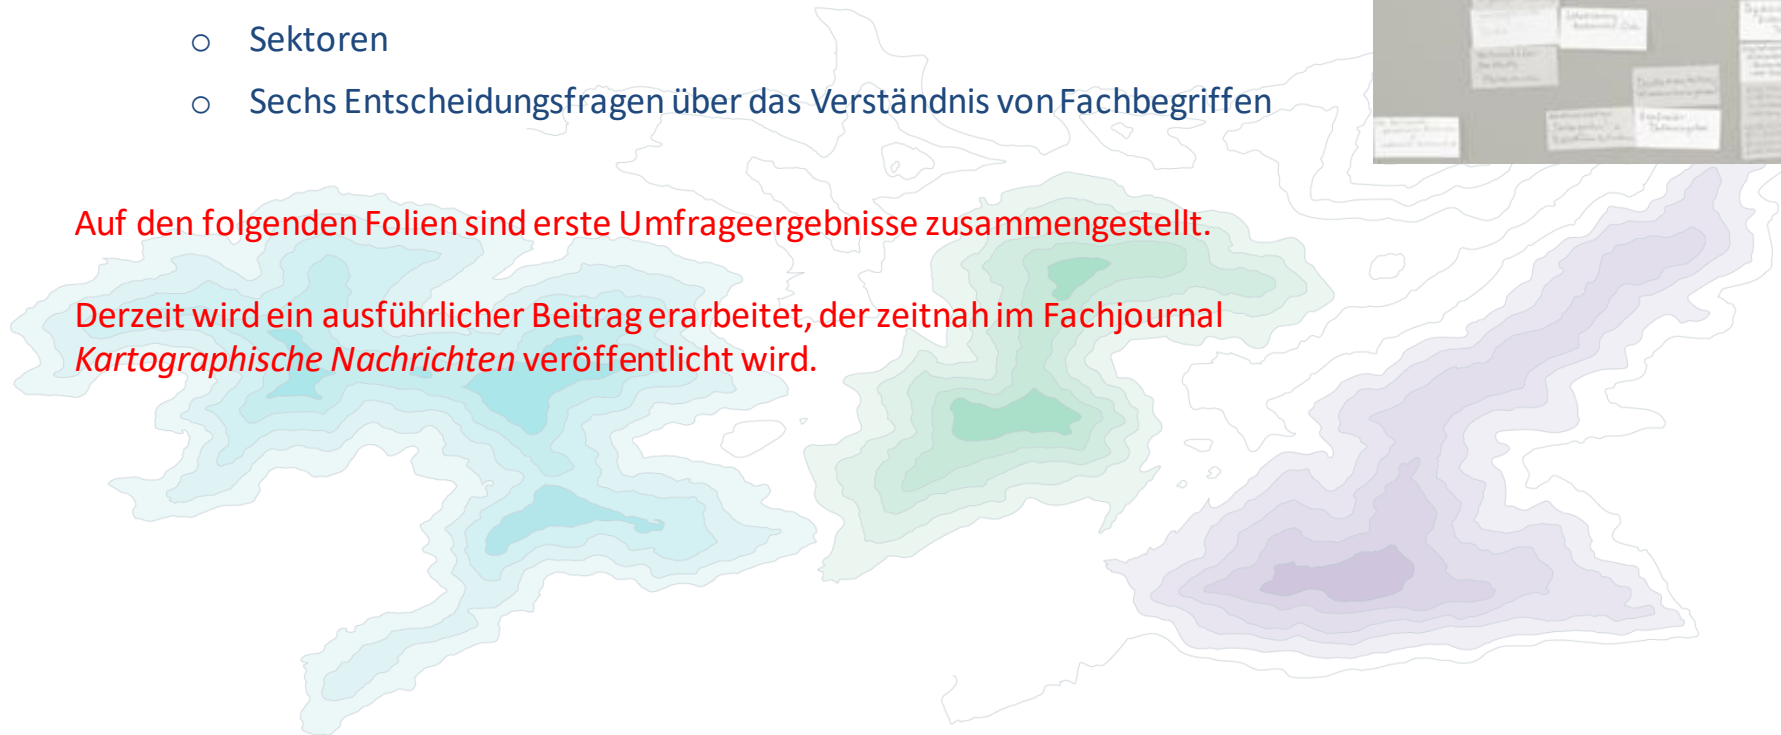 o Sektoren
o Sechs Entscheidungsfragen über das Verständnis von Fachbegriffen
Auf den folgenden Folien sind erste Umfrageergebnisse zusammengestellt.
Derzeit wird ein ausführlicher Beitrag erarbeitet, der zeitnah im Fachjournal
Kartographische Nachrichten veröffentlicht wird.